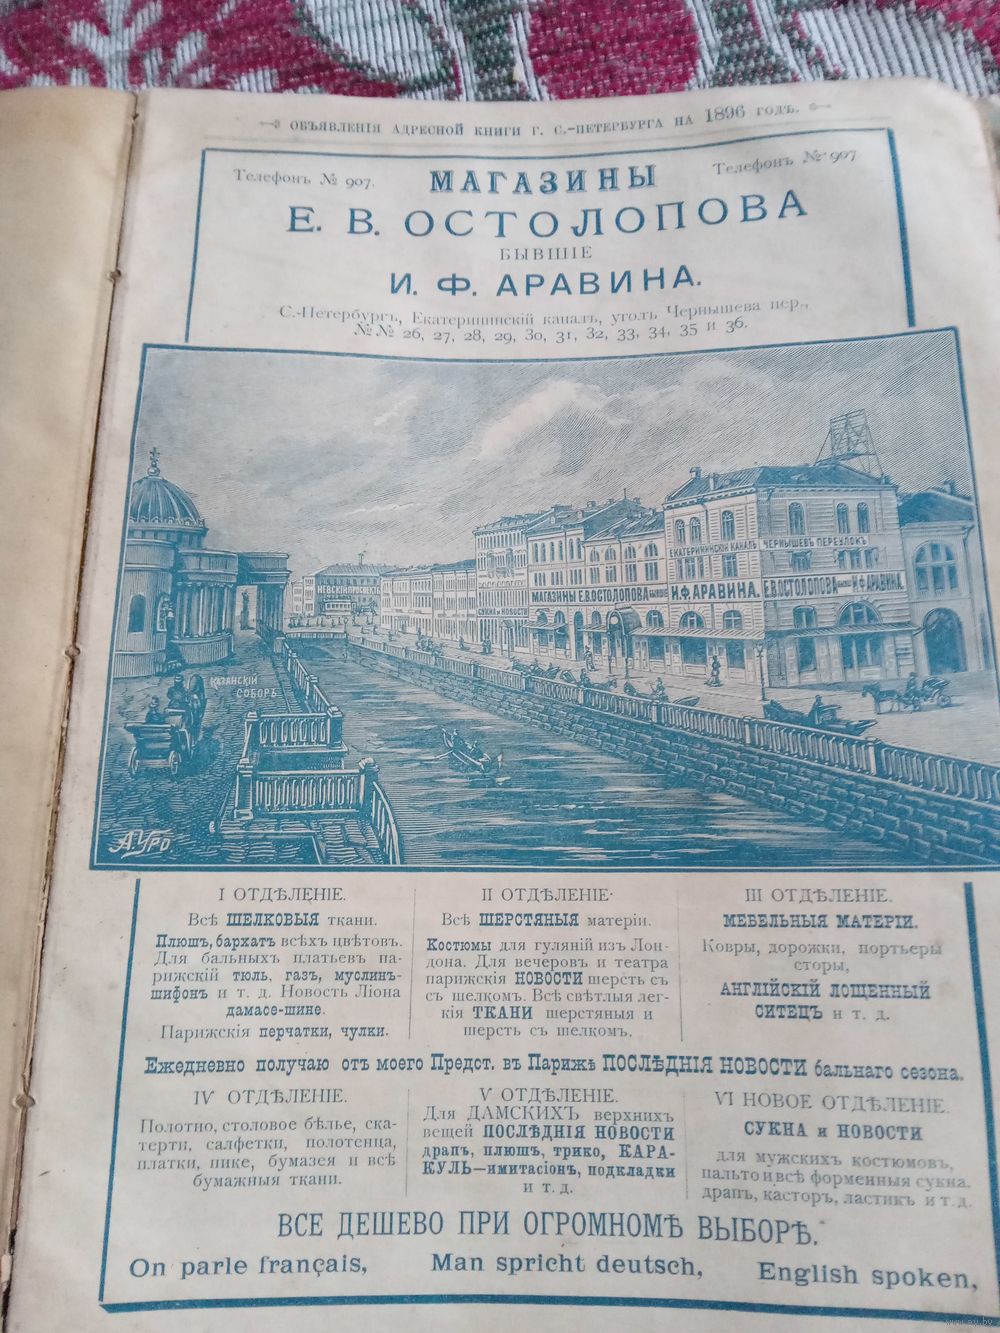 ОБЪЯВЛЕНІЯ АДРЕСНОЙ КНИГИ Г. С.-ПЕТЕРБУРГА НА 1896 ГОДЪ.
Телефонъ № 907. МАГАЗИНЫ Телефонъ № 907.
Е. В. ОСТОЛОПОВА
БЫВШІЕ
И. Ф. АРАВИНА.
С.-Петербургъ, Екатерининскій каналъ, уголъ Чернышева пер.,
№№ 26, 27, 28, 29, 30, 31, 32, 33, 34, 35 и 36.
ЕКАТЕРИНИНСКІЙ КАНАЛЪ ЧЕРНЫШЕВЪ ПЕРЕУЛОКЪ
НЕВСКІЙ ПРОСПЕКТЪ
СУКНА и НОВОСТИ
МАГАЗИНЫ Е.В.ОСТОЛОПОВА БЫВШІЕ И.Ф.АРАВИНА. Е.В.ОСТОЛОПОВА БЫВШІЕ И.Ф.АРАВИНА.
КАЗАНСКІЙ
СОБОРЪ
А УГРО
I ОТДѢЛЕНІЕ.
Всѣ ШЕЛКОВЫЯ ткани.
Плюшъ, бархатъ всѣхъ цвѣтовъ.
Для бальныхъ платьевъ па-
рижскій тюль, газъ, муслинъ-
шифонъ и т. д. Новость Ліона
дамасе-шине.
Парижскія перчатки, чулки.
II ОТДѢЛЕНІЕ.
Всѣ ШЕРСТЯНЫЯ матеріи.
Костюмы для гуляній изъ Лон-
дона. Для вечеровъ и театра
парижскія НОВОСТИ шерсть съ
съ шелкомъ. Всѣ свѣтлыя лег-
кія ТКАНИ шерстяныя и
шерсть съ шелкомъ.
III ОТДѢЛЕНІЕ.
МЕБЕЛЬНЫЯ МАТЕРІИ.
Ковры, дорожки, портьеры
сторы,
АНГЛІЙСКІЙ ЛОЩЕННЫЙ
СИТЕЦЪ и т. д.
Ежедневно получаю отъ моего Предст. въ Парижѣ ПОСЛѢДНІЯ НОВОСТИ бальнаго сезона.
IV ОТДѢЛЕНІЕ.
Полотно, столовое бѣлье, ска-
терти, салфетки, полотенца,
платки, пике, бумазея и всѣ
бумажныя ткани.
V ОТДѢЛЕНІЕ.
Для ДАМСКИХЪ верхнихъ
вещей ПОСЛѢДНІЯ НОВОСТИ
драпъ, плюшъ, трико, КАРА-
КУЛЬ—имитасіонъ, подкладки
и т. д.
VI НОВОЕ ОТДѢЛЕНІЕ.
СУКНА и НОВОСТИ
для мужскихъ костюмовъ,
пальто и всѣ форменныя сукна,
драпъ, касторъ, ластикъ и т. д.
ВСЕ ДЕШЕВО ПРИ ОГРОМНОМЪ ВЫБОРѢ.
On parle français, Man spricht deutsch, English spoken,
www.ay.by